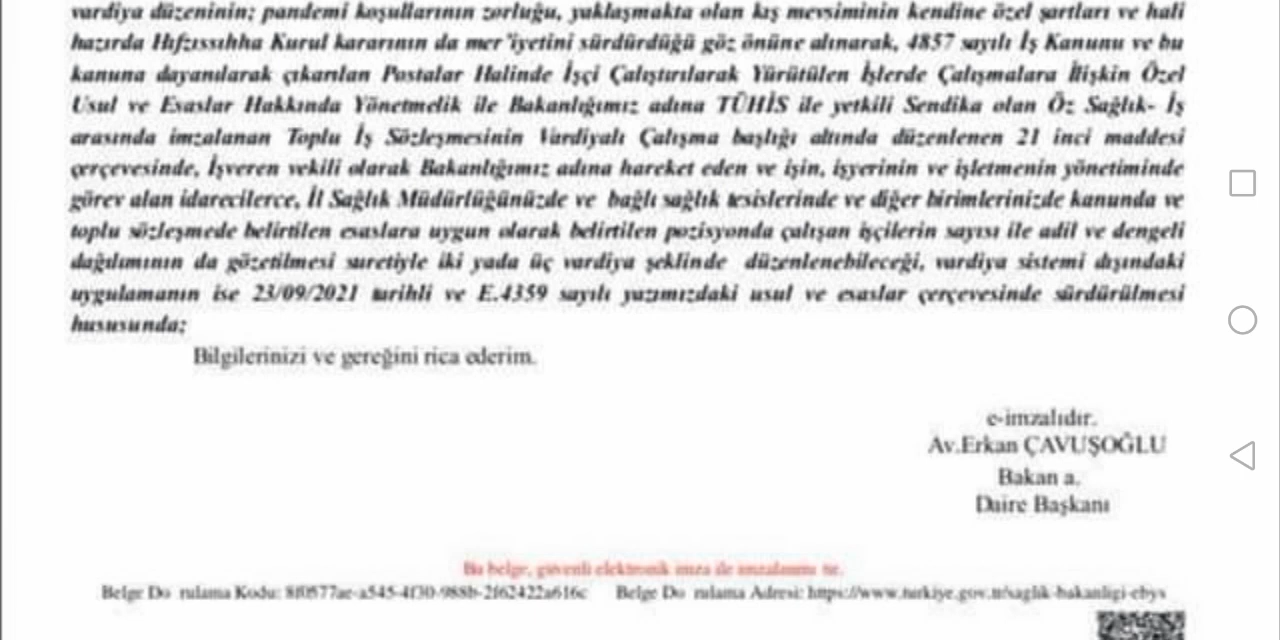 vardiya düzeninin; pandemi koşullarının zorluğu, yaklaşmakta olan kış mevsiminin kendine özel şartları ve hali
hazırda Hıfzıssıhha Kurul kararının da mer'iyetini sürdürdüğü göz önüne alınarak, 4857 sayılı İş Kanunu ve bu
kanuna dayanılarak çıkarılan Postalar Halinde İşçi Çalıştırılarak Yürütülen İşlerde Çalışmalara İlişkin Özel
Usul ve Esaslar Hakkında Yönetmelik ile Bakanlığımız adına TÜHİS ile yetkili Sendika olan Öz Sağlık- İş
arasında imzalanan Toplu İş Sözleşmesinin Vardiyalı Çalışma başlığı altında düzenlenen 21 inci maddesi
çerçevesinde, İşveren vekili olarak Bakanlığımız adına hareket eden ve işin, işyerinin ve işletmenin yönetiminde
görev alan idarecilerce, İl Sağlık Müdürlüğünüzde ve bağlı sağlık tesislerinde ve diğer birimlerinizde kanunda ve
toplu sözleşmede belirtilen esaslara uygun olarak belirtilen pozisyonda çalışan işçilerin sayısı ile adil ve dengeli
dağılımının da gözetilmesi suretiyle iki yada üç vardiya şeklinde düzenlenebileceği, vardiya sistemi dışındaki
uygulamanın ise 23/09/2021 tarihli ve E.4359 sayılı yazımızdaki usul ve esaslar çerçevesinde sürdürülmesi
hususunda;
Bilgilerinizi ve gereğini rica ederim.
e-imzalıdır.
Av.Erkan ÇAVUŞOĞLU
Bakan a.
Daire Başkanı
Bu belge, güvenli elektronik imza ile imzalanmı tır.
Belge Do rulama Kodu: Belge Do rulama Adresi: https://www.turkiye.gov.tr/saglik-bakanligi-ebys